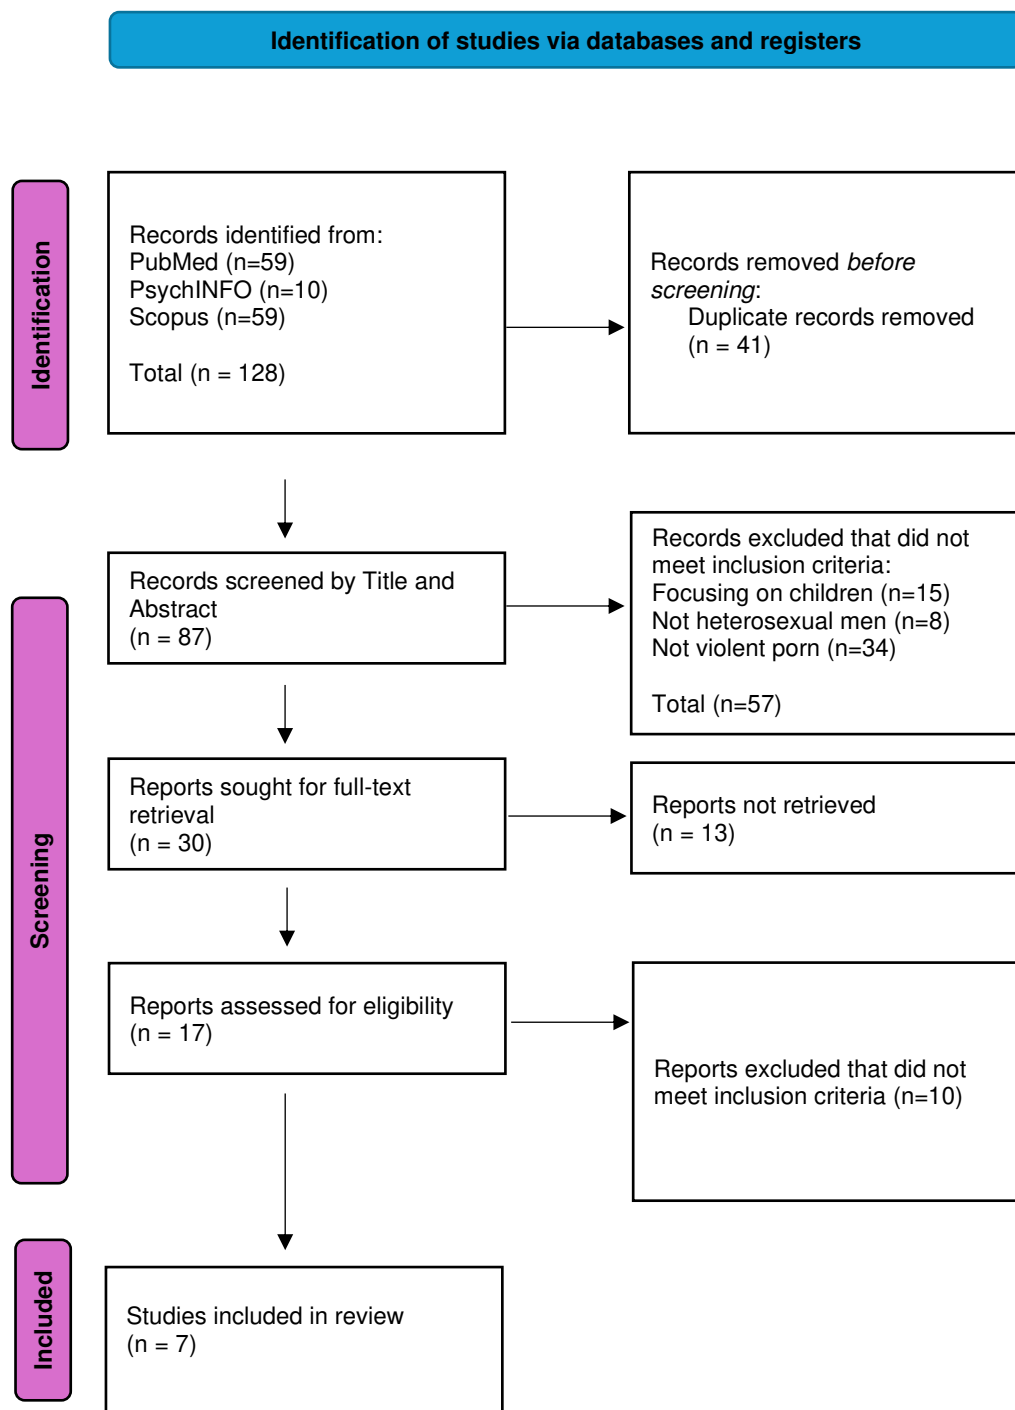 Identification of studies via databases and registers
Identification
Records identified from:
PubMed (n=59)
PsychINFO (n=10)
Scopus (n=59)
Total (n = 128)
Records removed before
screening:
Duplicate records removed
(n = 41)
Screening
Records screened by Title and
Abstract
(n = 87)
Records excluded that did not
meet inclusion criteria:
Focusing on children (n=15)
Not heterosexual men (n=8)
Not violent porn (n=34)
Total (n=57)
Reports sought for full-text
retrieval
(n = 30)
Reports not retrieved
(n = 13)
Reports assessed for eligibility
(n = 17)
Reports excluded that did not
meet inclusion criteria (n=10)
Included
Studies included in review
(n = 7)